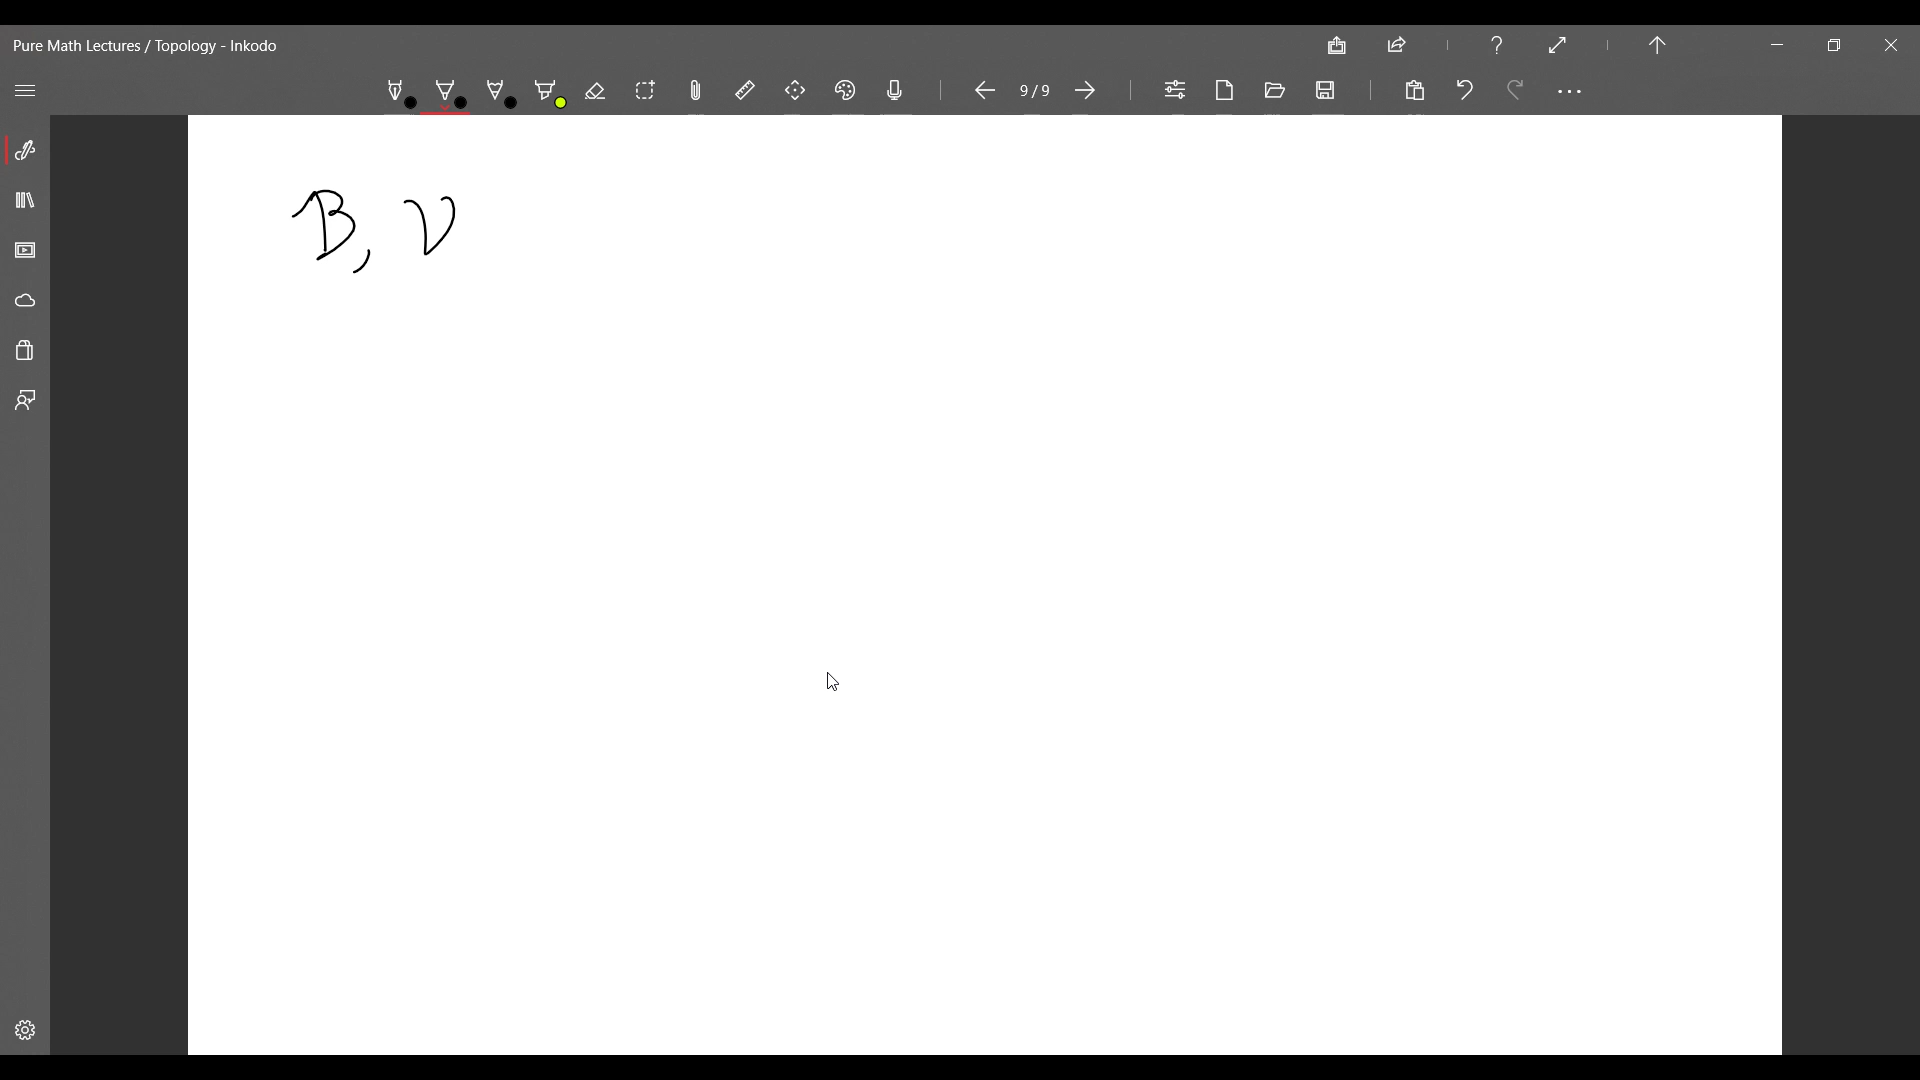 Pure Math Lectures / Topology - Inkodo
9 / 9
B, V